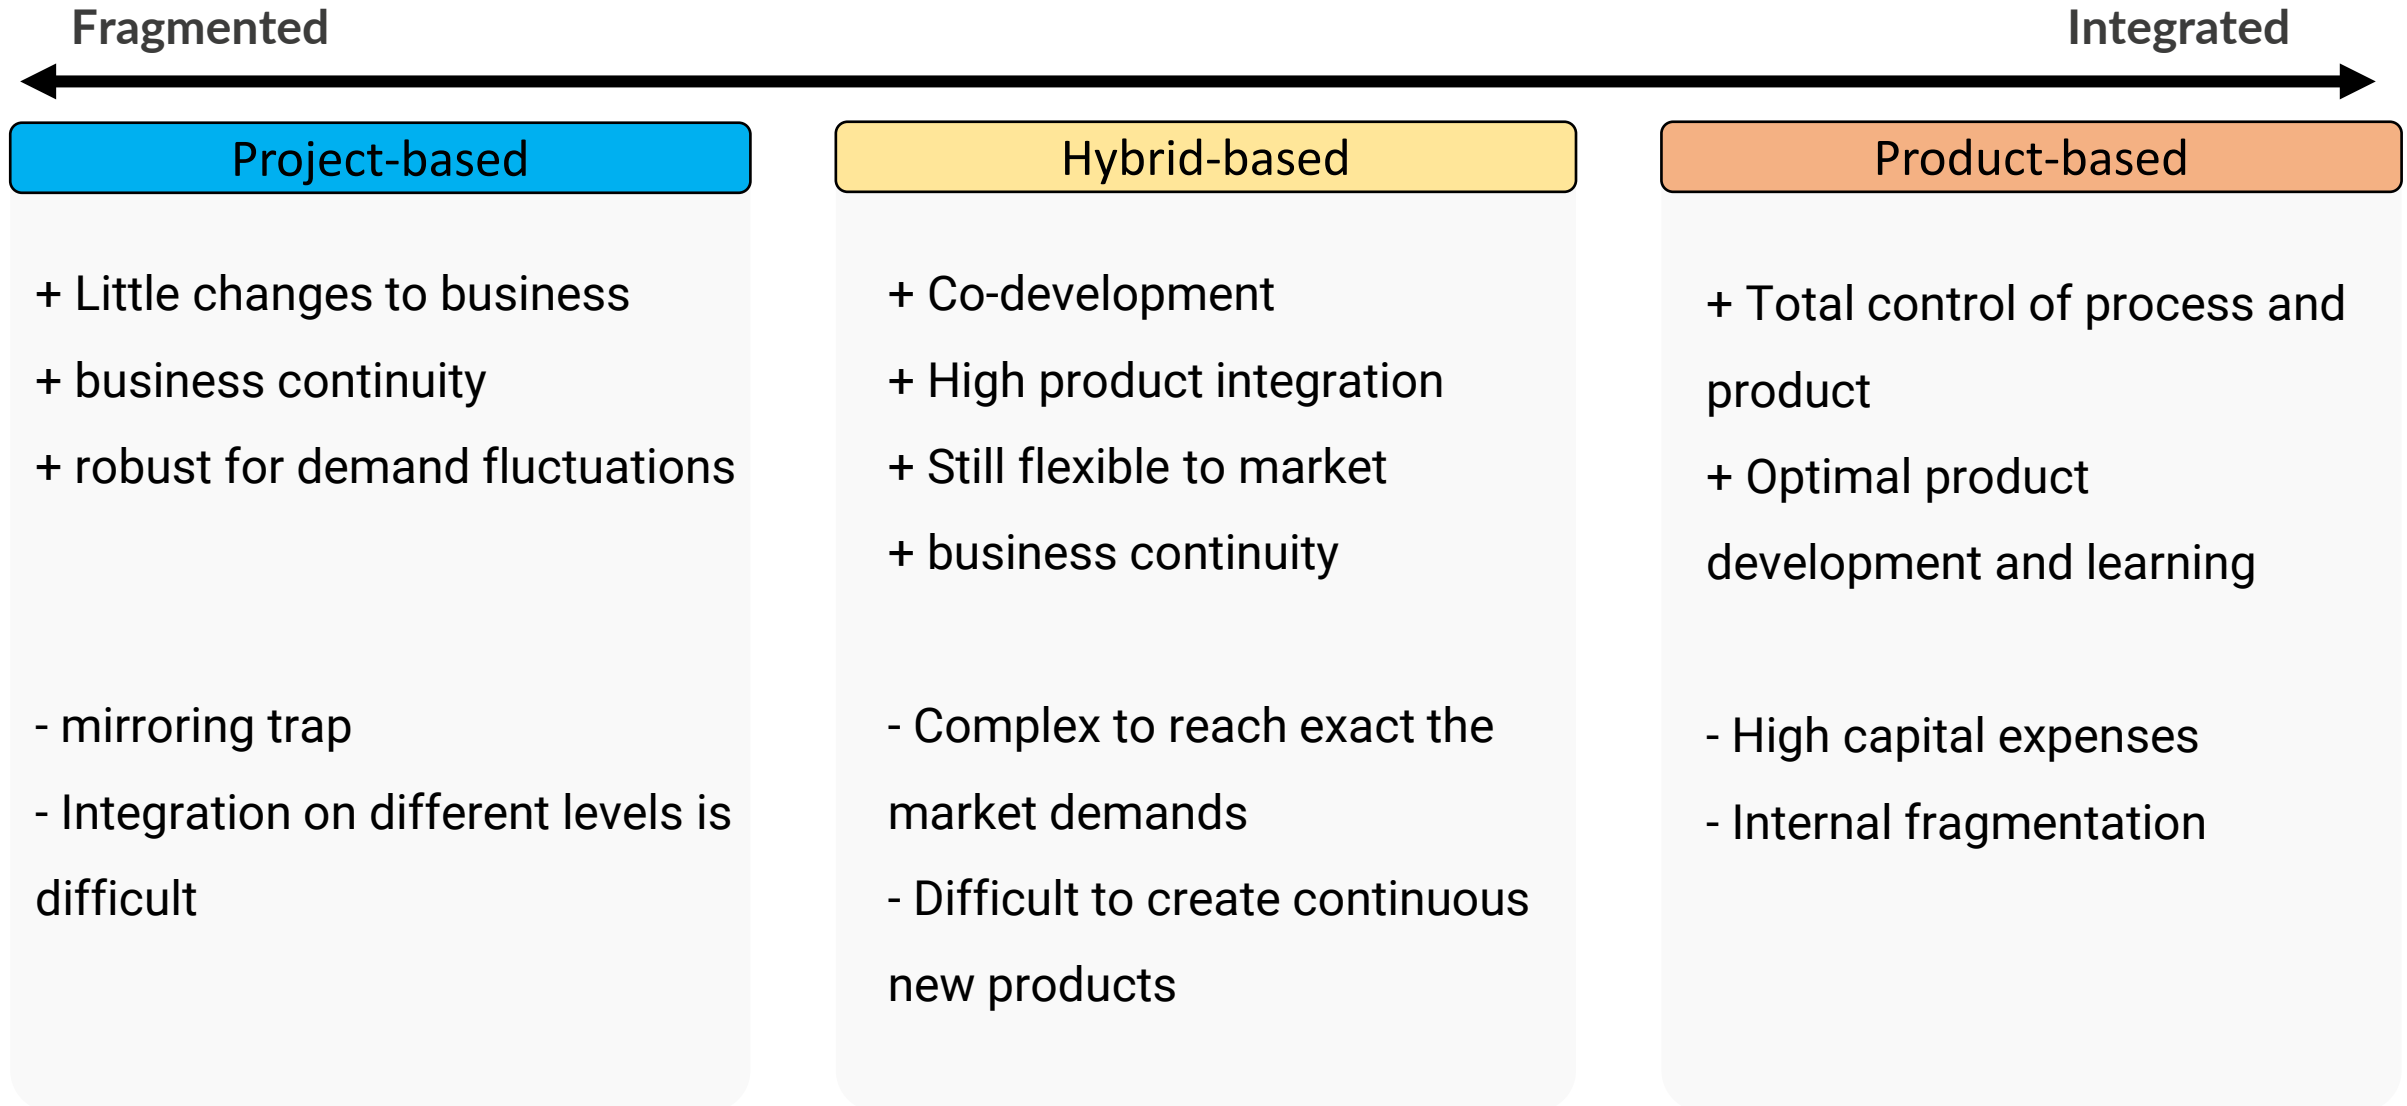 Fragmented
Integrated
Project-based
+ Little changes to business
+ business continuity
+ robust for demand fluctuations
- mirroring trap
- Integration on different levels is
difficult
Hybrid-based
+ Co-development
+ High product integration
+ Still flexible to market
+ business continuity
- Complex to reach exact the
market demands
- Difficult to create continuous
new products
Product-based
+ Total control of process and
product
+ Optimal product
development and learning
- High capital expenses
- Internal fragmentation